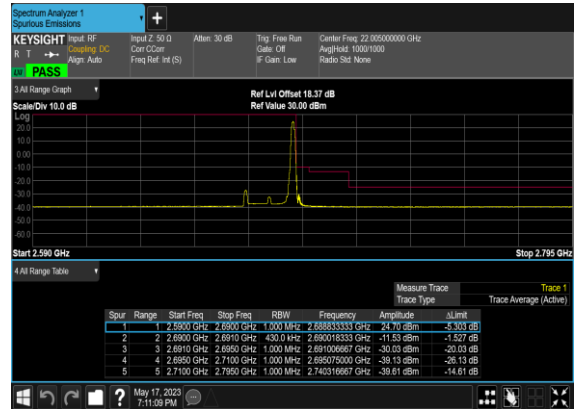 Spectrum Analyzer 1
Spurious Emissions
KEYSIGHT Input: RF Input Z: 50 Ω Atten: 30 dB Trig: Free Run Center Freq: 22.005000000 GHz
R T Coupling: DC Corr CCorr Gate: Off Avg|Hold: 1000/1000
Align: Auto Freq Ref: Int (S) IF Gain: Low Radio Std: None
LW PASS
3 All Range Graph
Ref Lvl Offset 18.37 dB
Scale/Div 10.0 dB Ref Value 30.00 dBm
Log
20.0
10.0
0.00
-10.0
-20.0
-30.0
-40.0
-50.0
-60.0
Start 2.590 GHz Stop 2.795 GHz
4 All Range Table
Measure Trace Trace 1
Trace Type Trace Average (Active)
Spur Range Start Freq Stop Freq RBW Frequency Amplitude ΔLimit
1 1 2.5900 GHz 2.6900 GHz 1.000 MHz 2.688833333 GHz 24.70 dBm -5.303 dB
2 2 2.6900 GHz 2.6910 GHz 430.0 kHz 2.690018333 GHz -11.53 dBm -1.527 dB
3 3 2.6910 GHz 2.6950 GHz 1.000 MHz 2.691006667 GHz -30.03 dBm -20.03 dB
4 4 2.6950 GHz 2.7100 GHz 1.000 MHz 2.695075000 GHz -39.13 dBm -26.13 dB
5 5 2.7100 GHz 2.7950 GHz 1.000 MHz 2.740316667 GHz -39.61 dBm -14.61 dB
May 17, 2023
7:11:09 PM